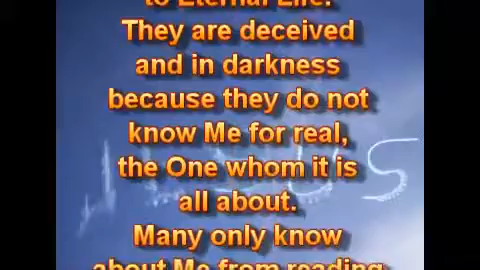 to Eternal Life.
They are deceived
and in darkness
because they do not
know Me for real,
the One whom it is
all about.
Many only know
about Me from reading